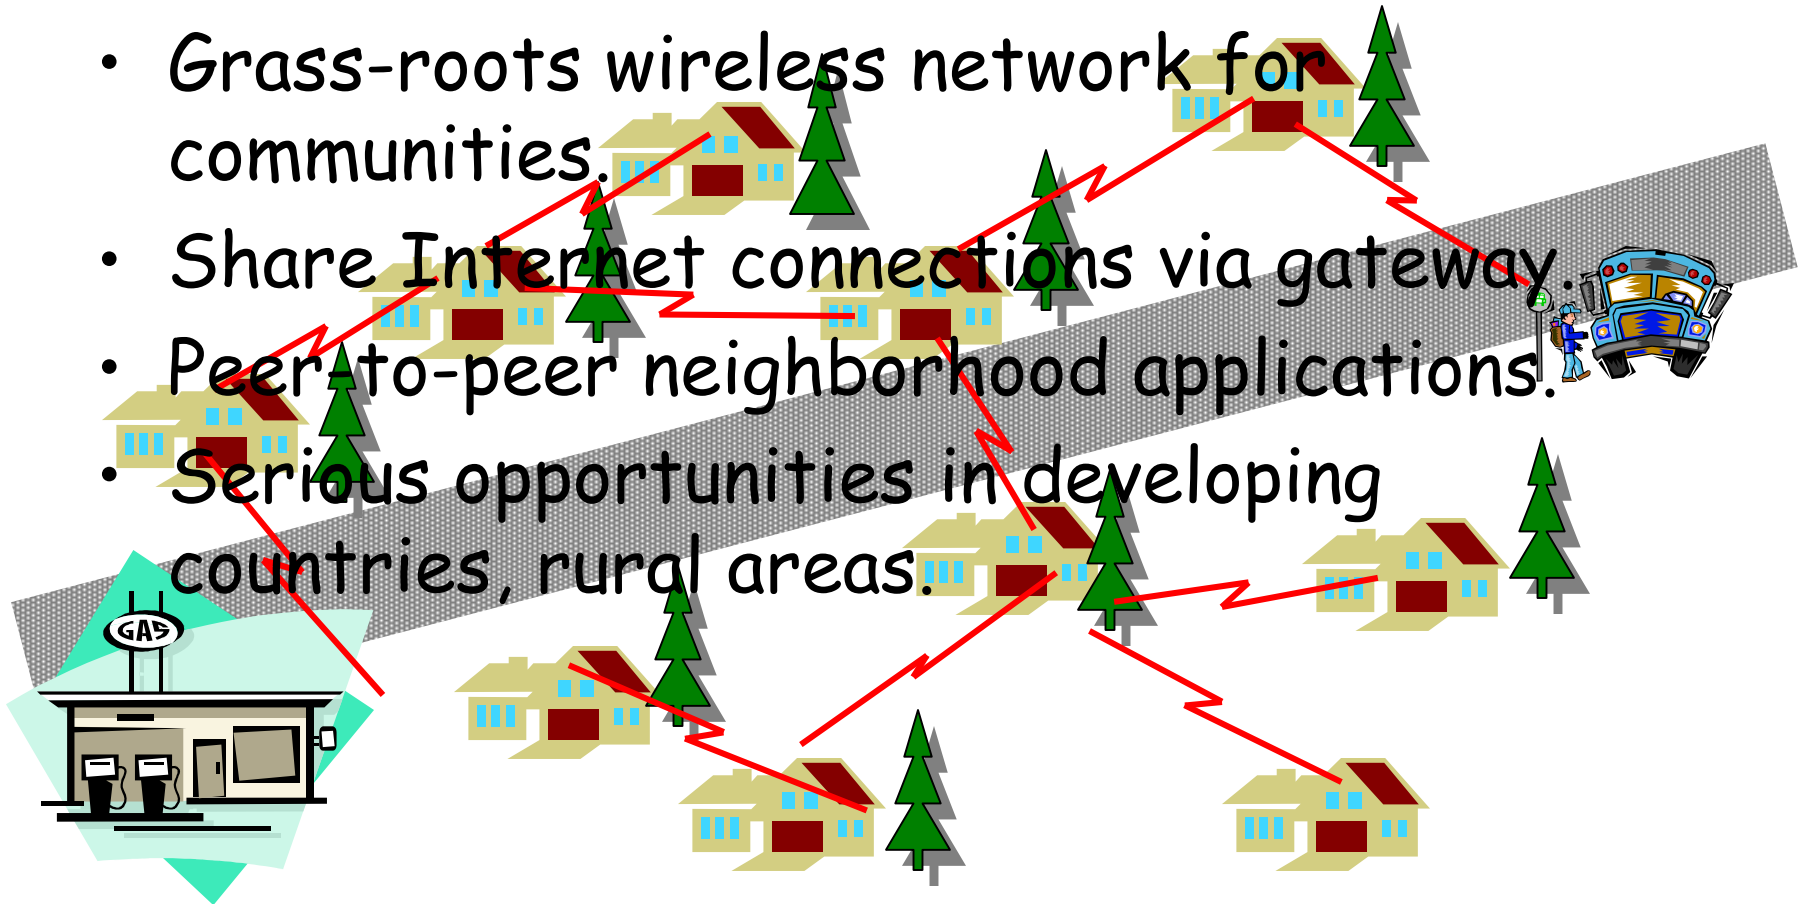 • Grass-roots wireless network for
communities.
• Share Internet connections via gateway.
• Peer-to-peer neighborhood applications.
• Serious opportunities in developing
countries, rural areas.
GAS